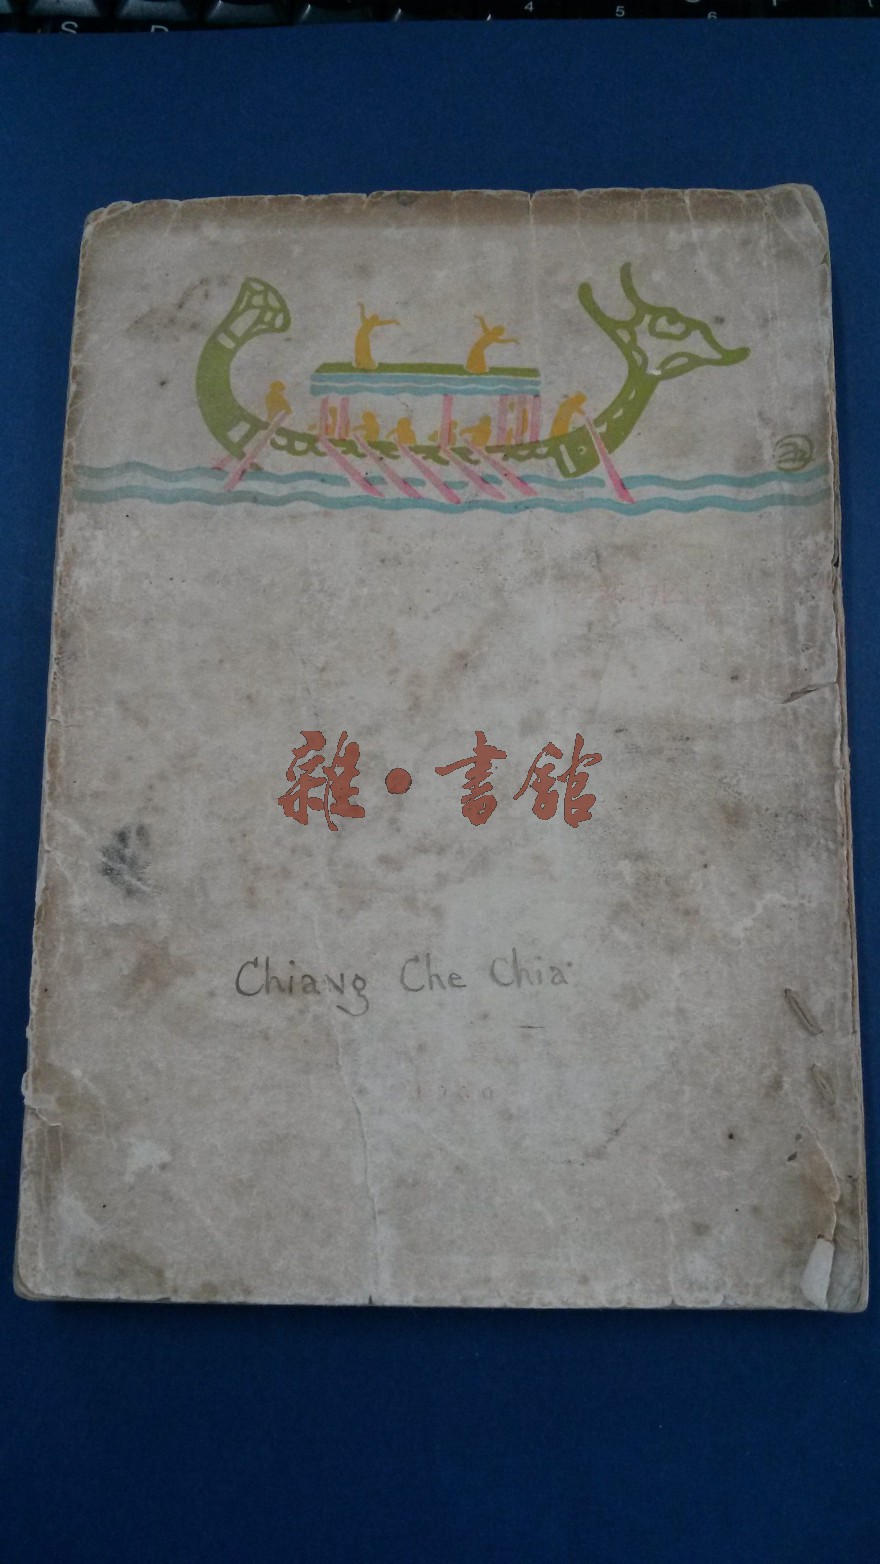 雜·書館
Chiang Che Chia